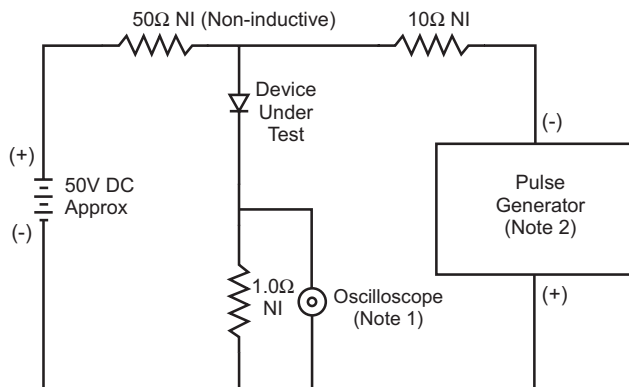 50Ω NI (Non-inductive)
10Ω NI
Device
Under
Test
(+)
50V DC
Approx
(-)
(-)
Pulse
Generator
(Note 2)
(+)
1.0Ω
NI
Oscilloscope
(Note 1)